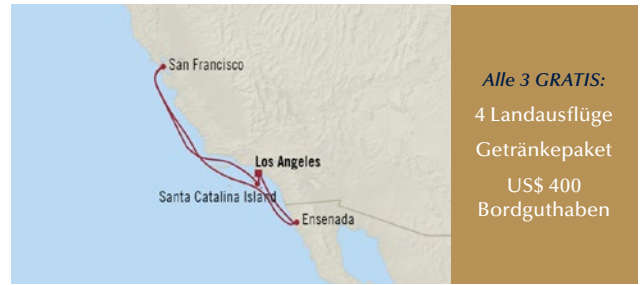 San Francisco
Los Angeles
Santa Catalina Island
Ensenada
Alle 3 GRATIS:
4 Landausflüge
Getränkepaket
US$ 400
Bordguthaben